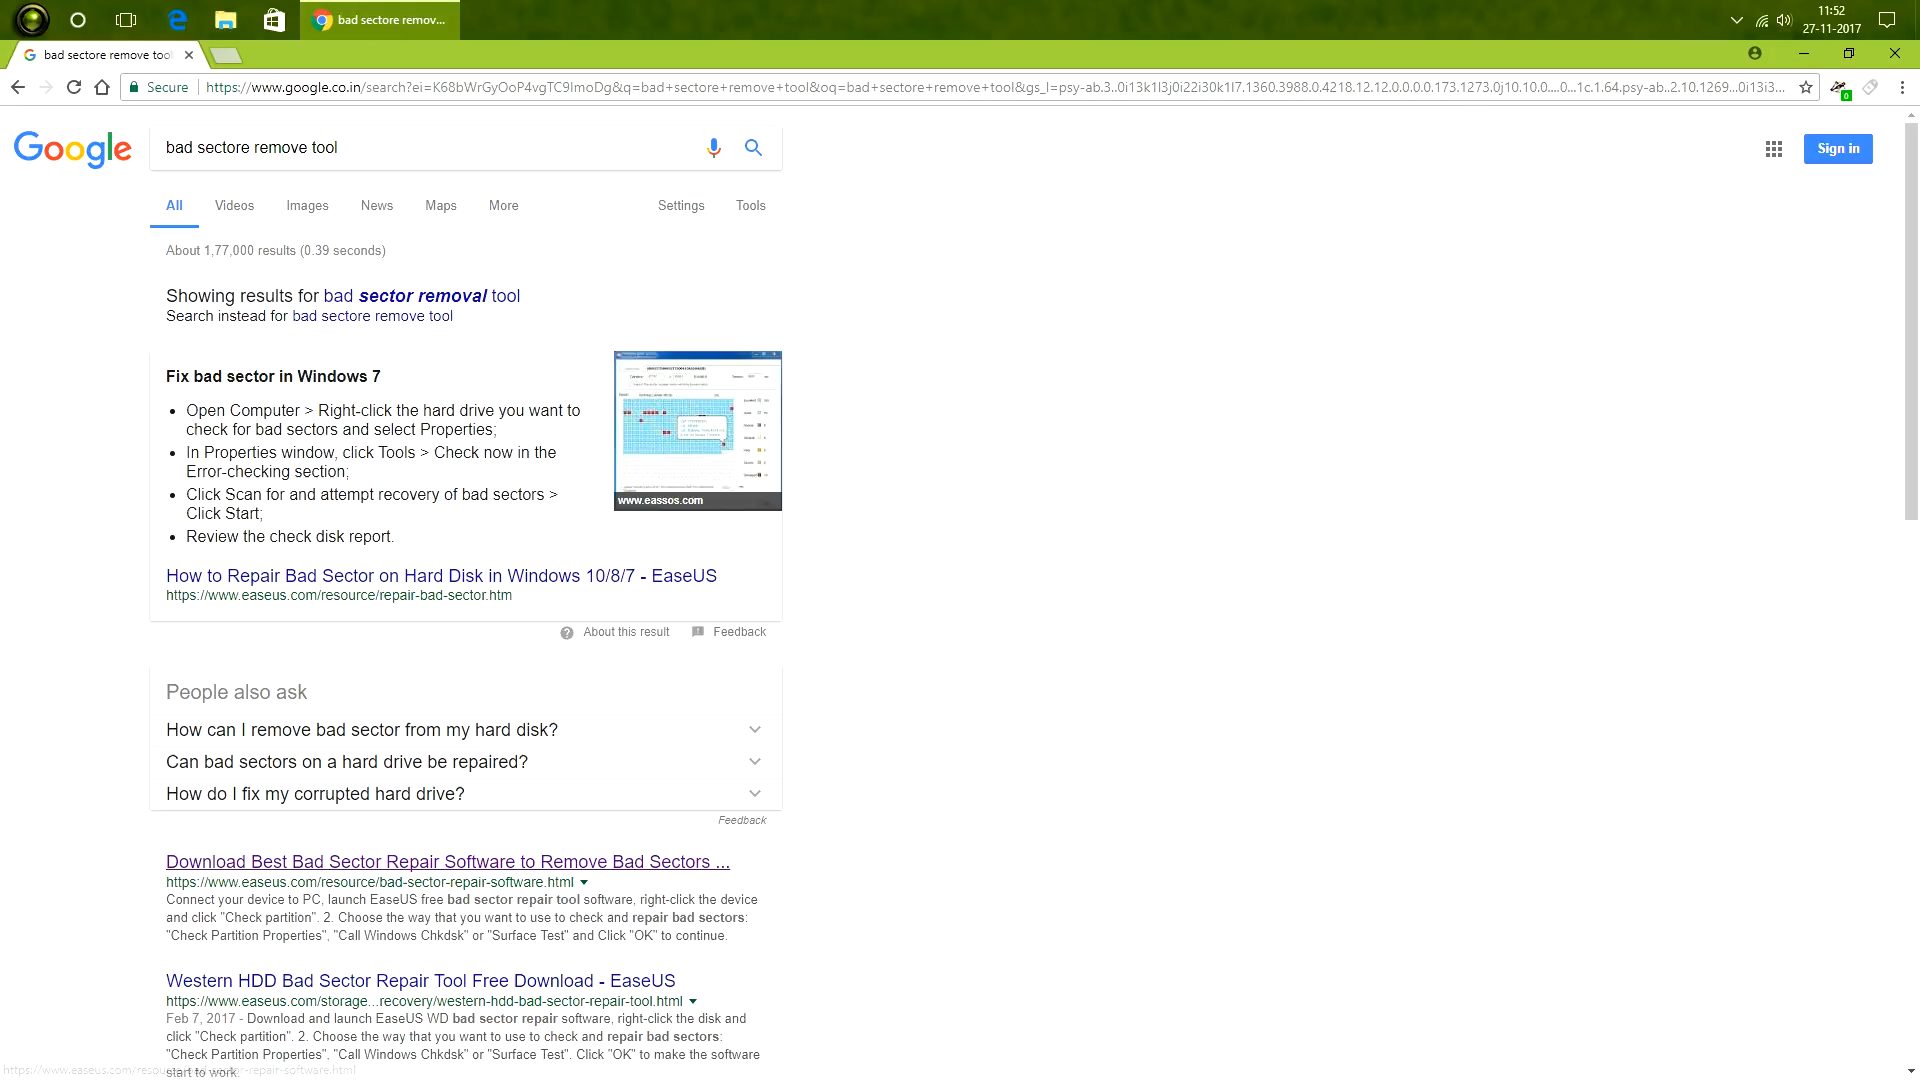 bad sectore remov...
11:52
27-11-2017
bad sectore remove too
Secure
https://www.google.co.in/search?ei=K68bWrGyOoP4vgTC9ImoDg&q=bad+sectore+remove+tool&oq=bad+sectore+remove+tool&gs_l=psy-ab.3..0i13k1l3j0i22i30k1l7.1360.3988.0.4218.12.12.0.0.0.0.173.1273.0j10.10.0....0...1c.1.64.psy-ab..2.10.1269...0i13i3...
0
Google
bad sectore remove tool
Sign in
All Videos Images News Maps More Settings Tools
About 1,77,000 results (0.39 seconds)
Showing results for bad sector removal tool
Search instead for bad sectore remove tool
Fix bad sector in Windows 7
• Open Computer > Right-click the hard drive you want to
check for bad sectors and select Properties;
• In Properties window, click Tools > Check now in the
Error-checking section;
• Click Scan for and attempt recovery of bad sectors >
Click Start;
• Review the check disk report.
www.eassos.com
How to Repair Bad Sector on Hard Disk in Windows 10/8/7 - EaseUS
https://www.easeus.com/resource/repair-bad-sector.htm
About this result Feedback
People also ask
How can I remove bad sector from my hard disk?
Can bad sectors on a hard drive be repaired?
How do I fix my corrupted hard drive?
Feedback
Download Best Bad Sector Repair Software to Remove Bad Sectors ...
https://www.easeus.com/resource/bad-sector-repair-software.html
Connect your device to PC, launch EaseUS free bad sector repair tool software, right-click the device
and click "Check partition". 2. Choose the way that you want to use to check and repair bad sectors:
"Check Partition Properties", "Call Windows Chkdsk" or "Surface Test" and Click "OK" to continue.
Western HDD Bad Sector Repair Tool Free Download - EaseUS
https://www.easeus.com/storage...recovery/western-hdd-bad-sector-repair-tool.html
Feb 7, 2017 - Download and launch EaseUS WD bad sector repair software, right-click the disk and
click "Check partition". 2. Choose the way that you want to use to check and repair bad sectors:
"Check Partition Properties", "Call Windows Chkdsk" or "Surface Test". Click "OK" to make the software
start to work.
https://www.easeus.com/resource/bad-sector-repair-software.html